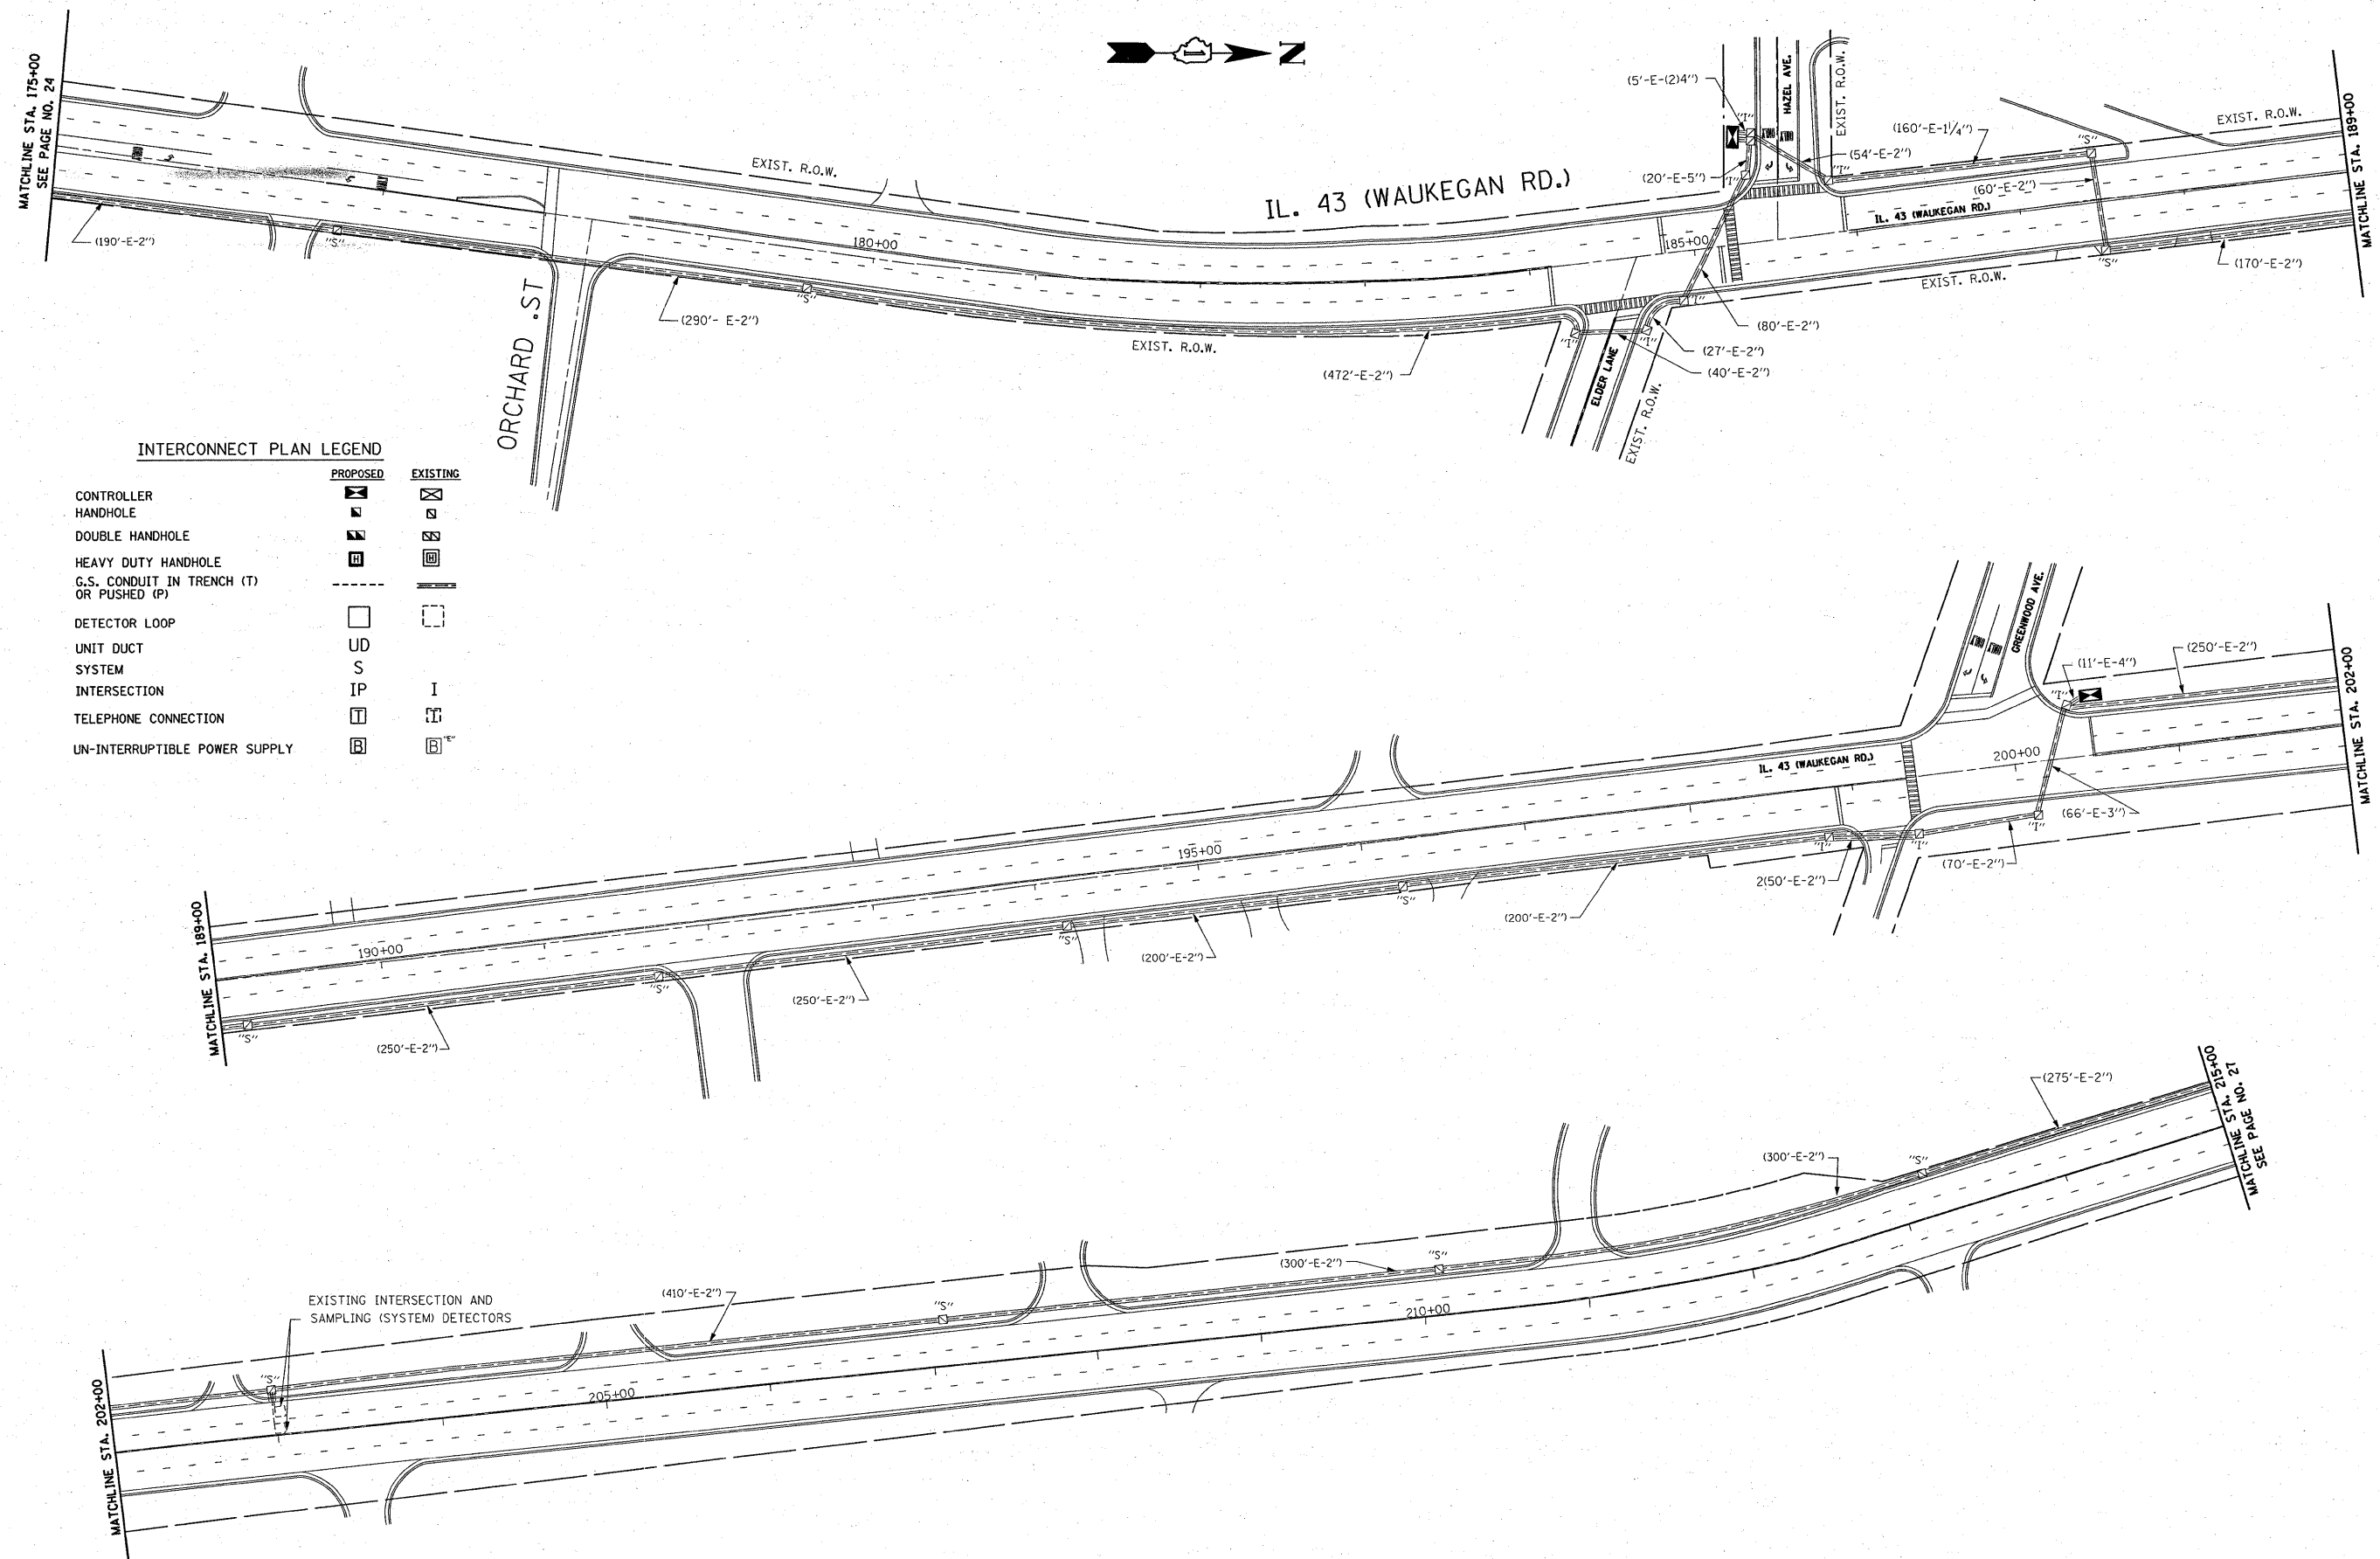 N
MATCHLINE STA. 175+00
SEE PAGE NO. 24
(190'-E-2")
"S"
EXIST. R.O.W.
180+00
ORCHARD .ST
(290'- E-2")
"S"
EXIST. R.O.W.
IL. 43 (WAUKEGAN RD.)
(472'-E-2")
(5'-E-(2)4")
"I"
HAZEL AVE.
ONLY
ONLY
EXIST. R.O.W.
(20'-E-5")
"I"
(54'-E-2")
"I"
(160'-E-1 1/4")
"S"
(60'-E-2")
IL. 43 (WAUKEGAN RD.)
EXIST. R.O.W.
185+00
"I"
"I"
"I"
ELDER LANE
EXIST. R.O.W.
(80'-E-2")
(27'-E-2")
(40'-E-2")
EXIST. R.O.W.
"S"
(170'-E-2")
MATCHLINE STA. 189+00
INTERCONNECT PLAN LEGEND
PROPOSED EXISTING
CONTROLLER
HANDHOLE
DOUBLE HANDHOLE
HEAVY DUTY HANDHOLE H H
G.S. CONDUIT IN TRENCH (T)
OR PUSHED (P)
DETECTOR LOOP
UNIT DUCT UD
SYSTEM S
INTERSECTION IP I
TELEPHONE CONNECTION T T
UN-INTERRUPTIBLE POWER SUPPLY B B "E"
MATCHLINE STA. 189+00
190+00
"S"
(250'-E-2")
"S"
(250'-E-2")
"S"
195+00
(200'-E-2")
"S"
(200'-E-2")
IL. 43 (WAUKEGAN RD.)
2(50'-E-2")
"I"
"I"
(70'-E-2")
"I"
(66'-E-3")
200+00
GREENWOOD AVE.
ONLY
ONLY
"I"
(11'-E-4")
(250'-E-2")
MATCHLINE STA. 202+00
MATCHLINE STA. 202+00
EXISTING INTERSECTION AND
SAMPLING (SYSTEM) DETECTORS
"S"
205+00
(410'-E-2")
"S"
(300'-E-2")
"S"
210+00
(300'-E-2")
"S"
(275'-E-2")
MATCHLINE STA. 215+00
SEE PAGE NO. 27